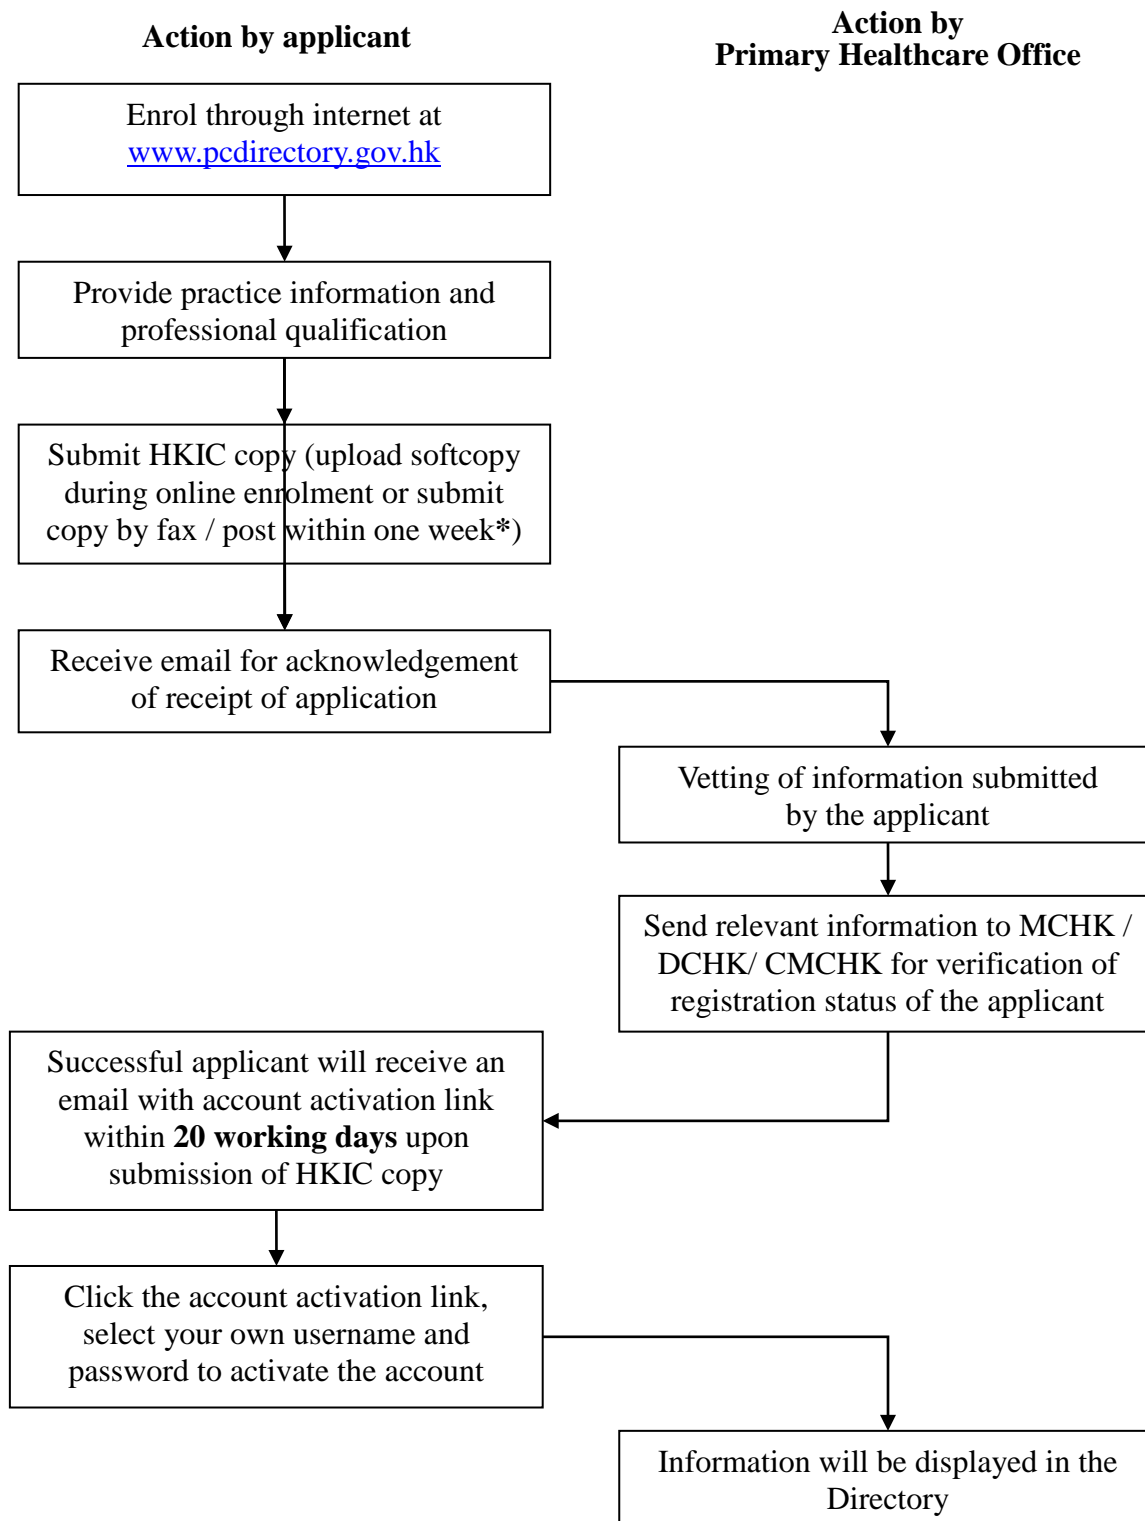 Action by applicant
Action by
Primary Healthcare Office
Enrol through internet at
www.pcdirectory.gov.hk
Provide practice information and
professional qualification
Submit HKIC copy (upload softcopy
during online enrolment or submit
copy by fax / post within one week*)
Receive email for acknowledgement
of receipt of application
Vetting of information submitted
by the applicant
Send relevant information to MCHK /
DCHK/ CMCHK for verification of
registration status of the applicant
Successful applicant will receive an
email with account activation link
within 20 working days upon
submission of HKIC copy
Click the account activation link,
select your own username and
password to activate the account
Information will be displayed in the
Directory